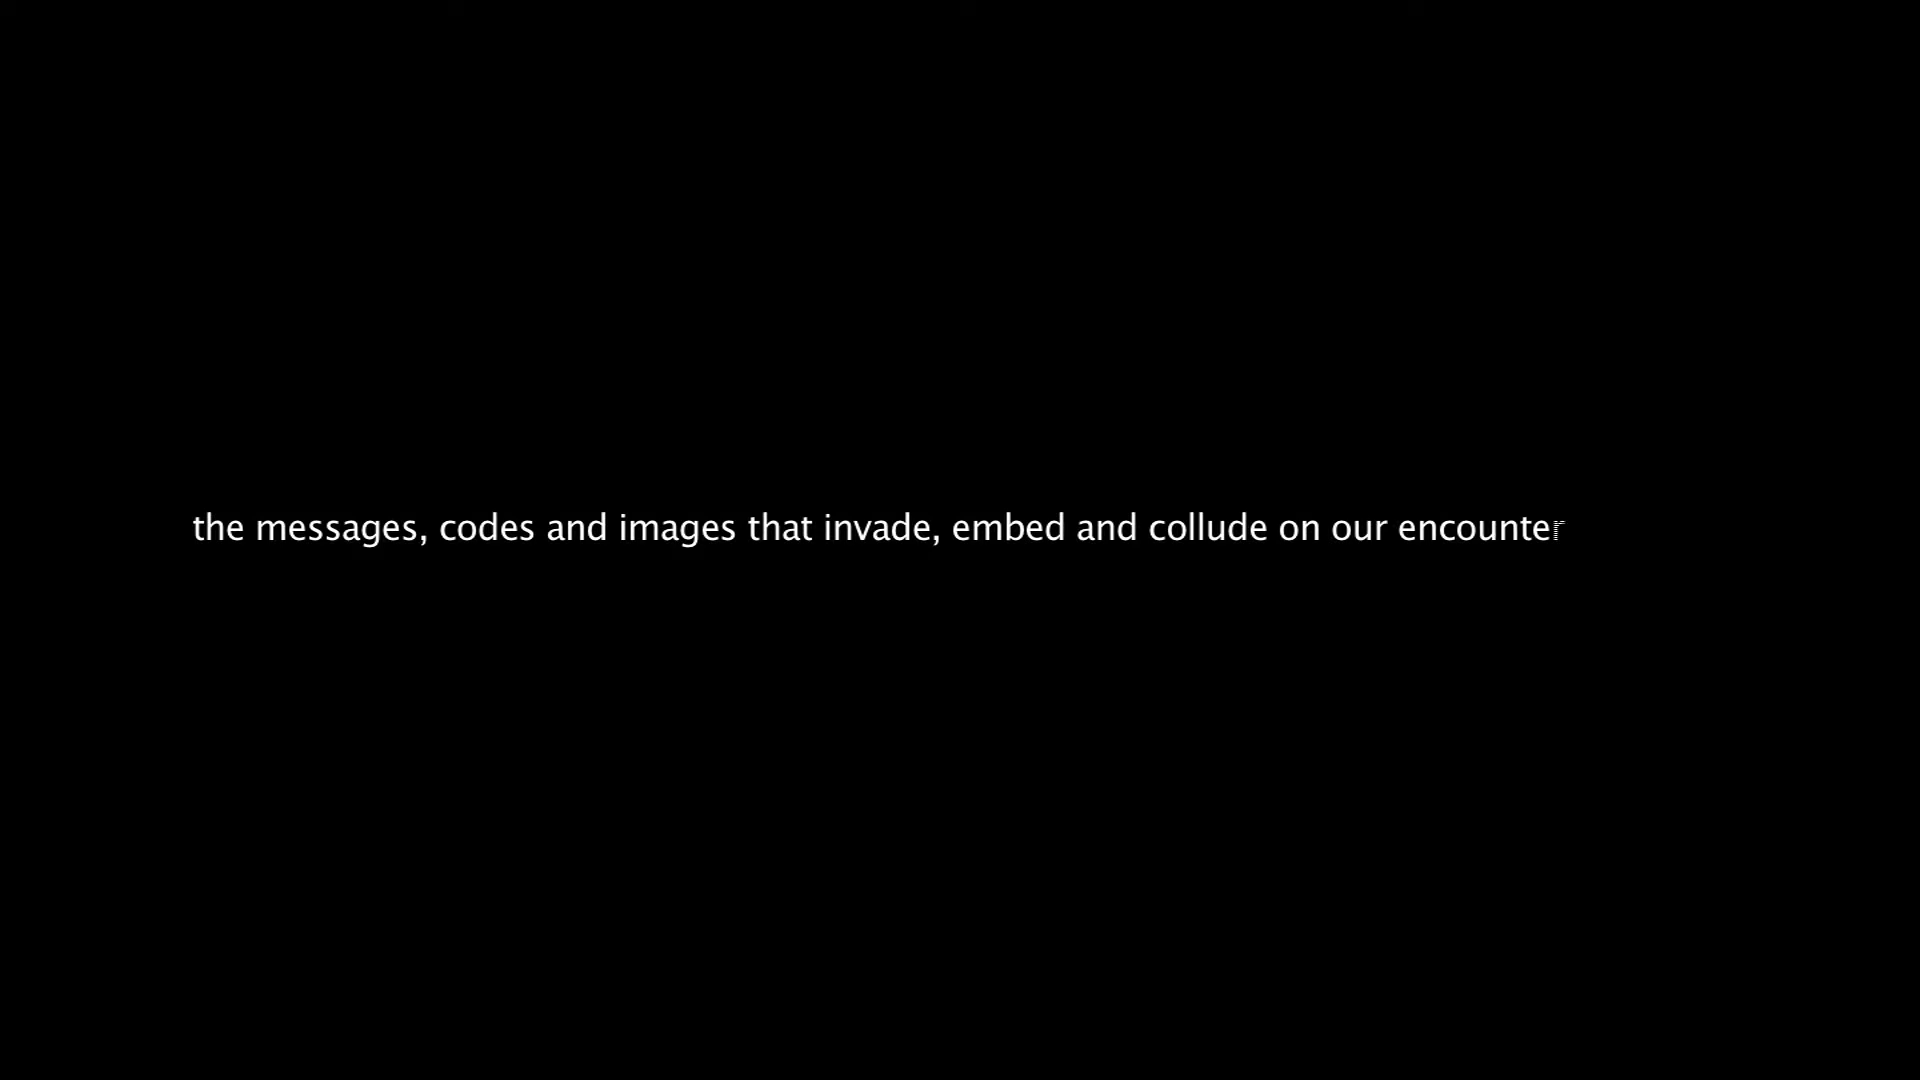 the messages, codes and images that invade, embed and collude on our encounter